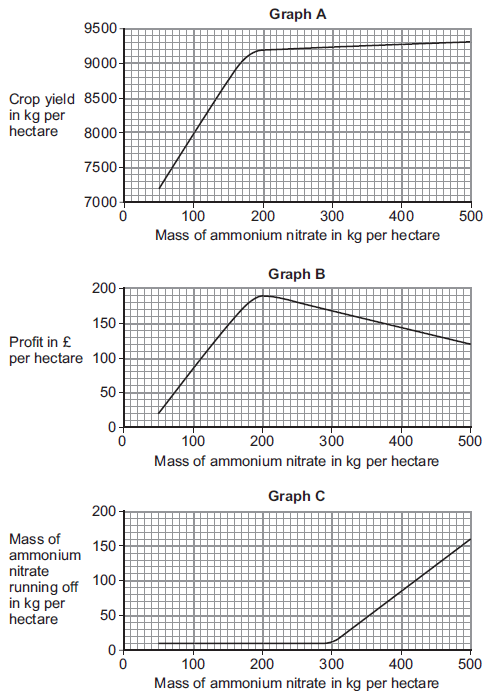 Graph A
9500
9000
8500
8000
7500
7000
Crop yield
in kg per
hectare
0 100 200 300 400 500
Mass of ammonium nitrate in kg per hectare
Graph B
200
150
100
50
0
Profit in £
per hectare
0 100 200 300 400 500
Mass of ammonium nitrate in kg per hectare
Graph C
200
150
100
50
0
Mass of
ammonium
nitrate
running off
in kg per
hectare
0 100 200 300 400 500
Mass of ammonium nitrate in kg per hectare